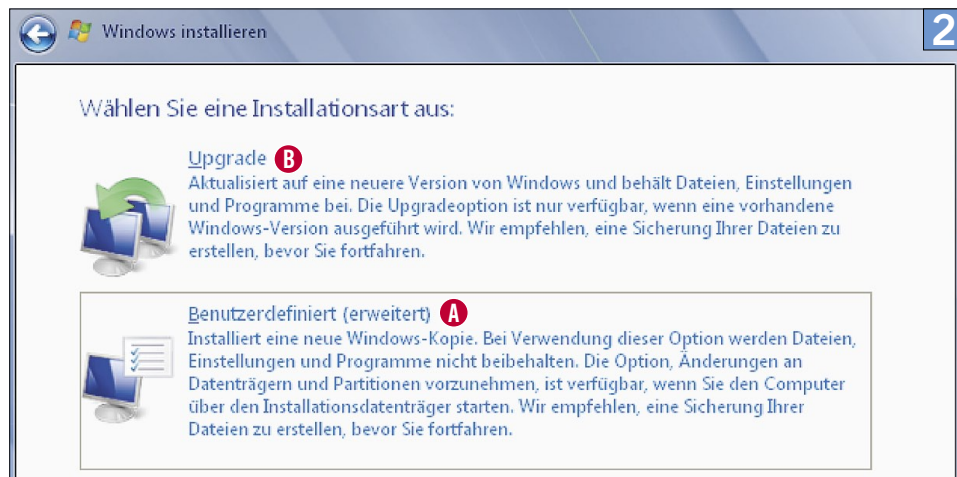 Windows installieren
2
Wählen Sie eine Installationsart aus:
Upgrade B
Aktualisiert auf eine neuere Version von Windows und behält Dateien, Einstellungen
und Programme bei. Die Upgradeoption ist nur verfügbar, wenn eine vorhandene
Windows-Version ausgeführt wird. Wir empfehlen, eine Sicherung Ihrer Dateien zu
erstellen, bevor Sie fortfahren.
Benutzerdefiniert (erweitert) A
Installiert eine neue Windows-Kopie. Bei Verwendung dieser Option werden Dateien,
Einstellungen und Programme nicht beibehalten. Die Option, Änderungen an
Datenträgern und Partitionen vorzunehmen, ist verfügbar, wenn Sie den Computer
über den Installationsdatenträger starten. Wir empfehlen, eine Sicherung Ihrer
Dateien zu erstellen, bevor Sie fortfahren.